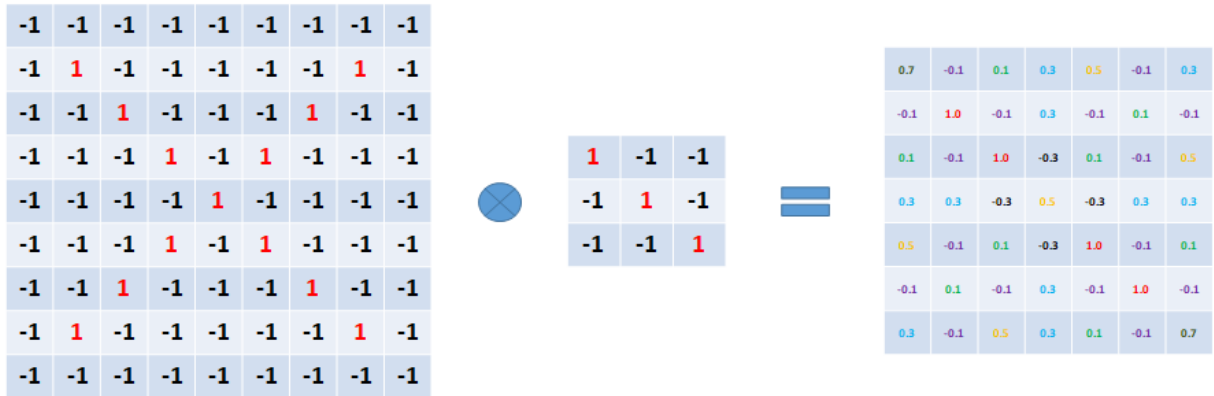 -1 -1 -1 -1 -1 -1 -1 -1 -1
-1 1 -1 -1 -1 -1 -1 1 -1
-1 -1 1 -1 -1 -1 1 -1 -1
-1 -1 -1 1 -1 1 -1 -1 -1
-1 -1 -1 -1 1 -1 -1 -1 -1
-1 -1 -1 1 -1 1 -1 -1 -1
-1 -1 1 -1 -1 -1 1 -1 -1
-1 1 -1 -1 -1 -1 -1 1 -1
-1 -1 -1 -1 -1 -1 -1 -1 -1
1 -1 -1
-1 1 -1
-1 -1 1
0.7 -0.1 0.1 0.3 0.5 -0.1 0.3
-0.1 1.0 -0.1 0.3 -0.1 0.1 -0.1
0.1 -0.1 1.0 -0.3 0.1 -0.1 0.5
0.3 0.3 -0.3 0.5 -0.3 0.3 0.3
0.5 -0.1 0.1 -0.3 1.0 -0.1 0.1
-0.1 0.1 -0.1 0.3 -0.1 1.0 -0.1
0.3 -0.1 0.5 0.3 0.1 -0.1 0.7